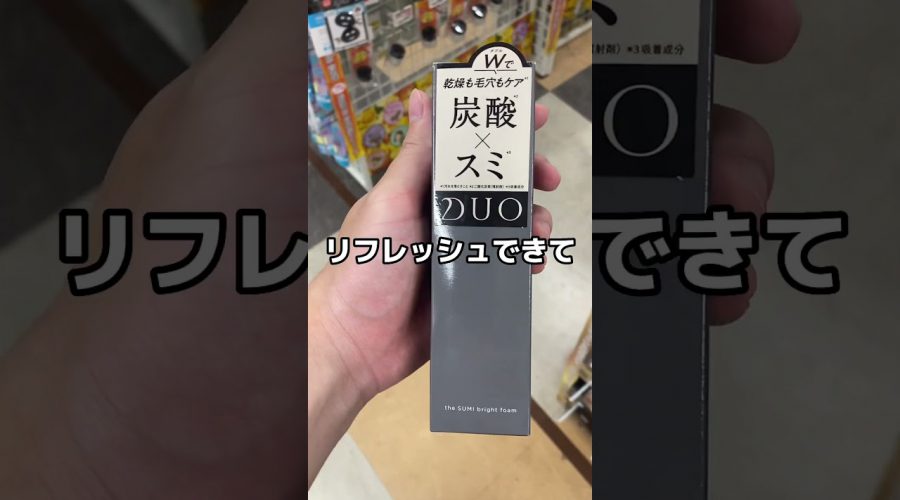 Wで
乾燥も毛穴もケア
炭酸
×
スミ
DUO
リフレッシュできて
the SUMI bright foam